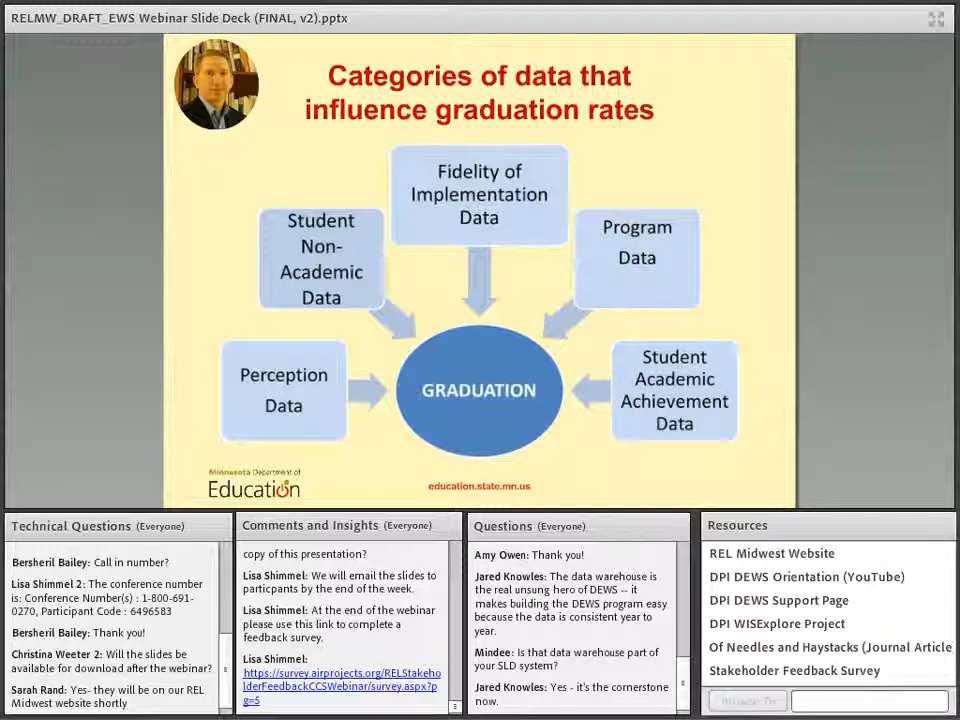 RELMW_DRAFT_EWS Webinar Slide Deck (FINAL, v2).pptx
Categories of data that
influence graduation rates
Fidelity of
Implementation
Data
Student
Non-
Academic
Data
Program
Data
Perception
Data
GRADUATION
Student
Academic
Achievement
Data
Minnesota Department of
Education
education.state.mn.us
Technical Questions (Everyone)
Bersheril Bailey: Call in number?
Lisa Shimmel 2: The conference number
is: Conference Number(s) : 1-800-691-
0270, Participant Code : 6496583
Bersheril Bailey: Thank you!
Christina Weeter 2: Will the slides be
available for download after the webinar?
Sarah Rand: Yes- they will be on our REL
Midwest website shortly
Comments and Insights (Everyone)
copy of this presentation?
Lisa Shimmel: We will email the slides to
particpants by the end of the week.
Lisa Shimmel: At the end of the webinar
please use this link to complete a
feedback survey.
Lisa Shimmel:
https://survey.airprojects.org/RELStakeho
lderFeedbackCCSWebinar/survey.aspx?p
g=5
Questions (Everyone)
Amy Owen: Thank you!
Jared Knowles: The data warehouse is
the real unsung hero of DEWS -- it
makes building the DEWS program easy
because the data is consistent year to
year.
Mindee: Is that data warehouse part of
your SLD system?
Jared Knowles: Yes - it's the cornerstone
now.
Resources
REL Midwest Website
DPI DEWS Orientation (YouTube)
DPI DEWS Support Page
DPI WISExplore Project
Of Needles and Haystacks (Journal Article
Stakeholder Feedback Survey
Browse To